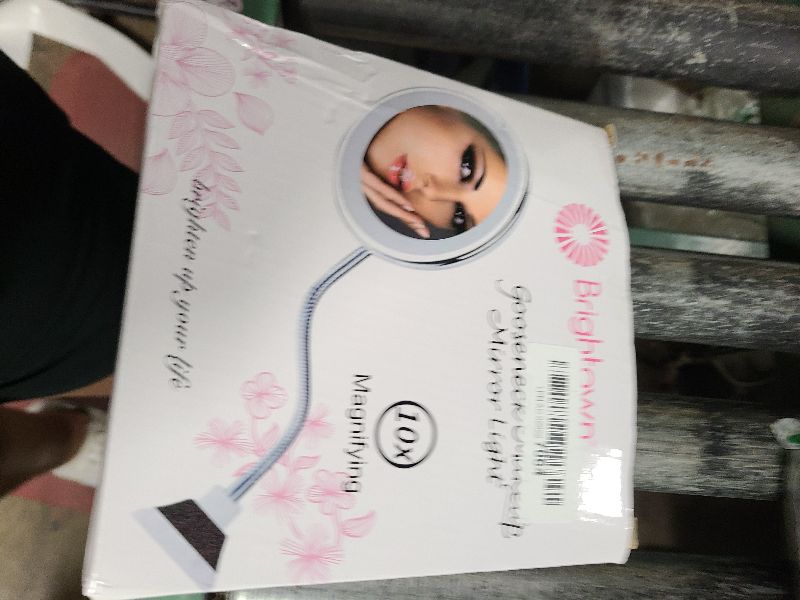 Brightown
Gooseneck Makeup
Mirror Light
10x
Magnifying
brighten up your life